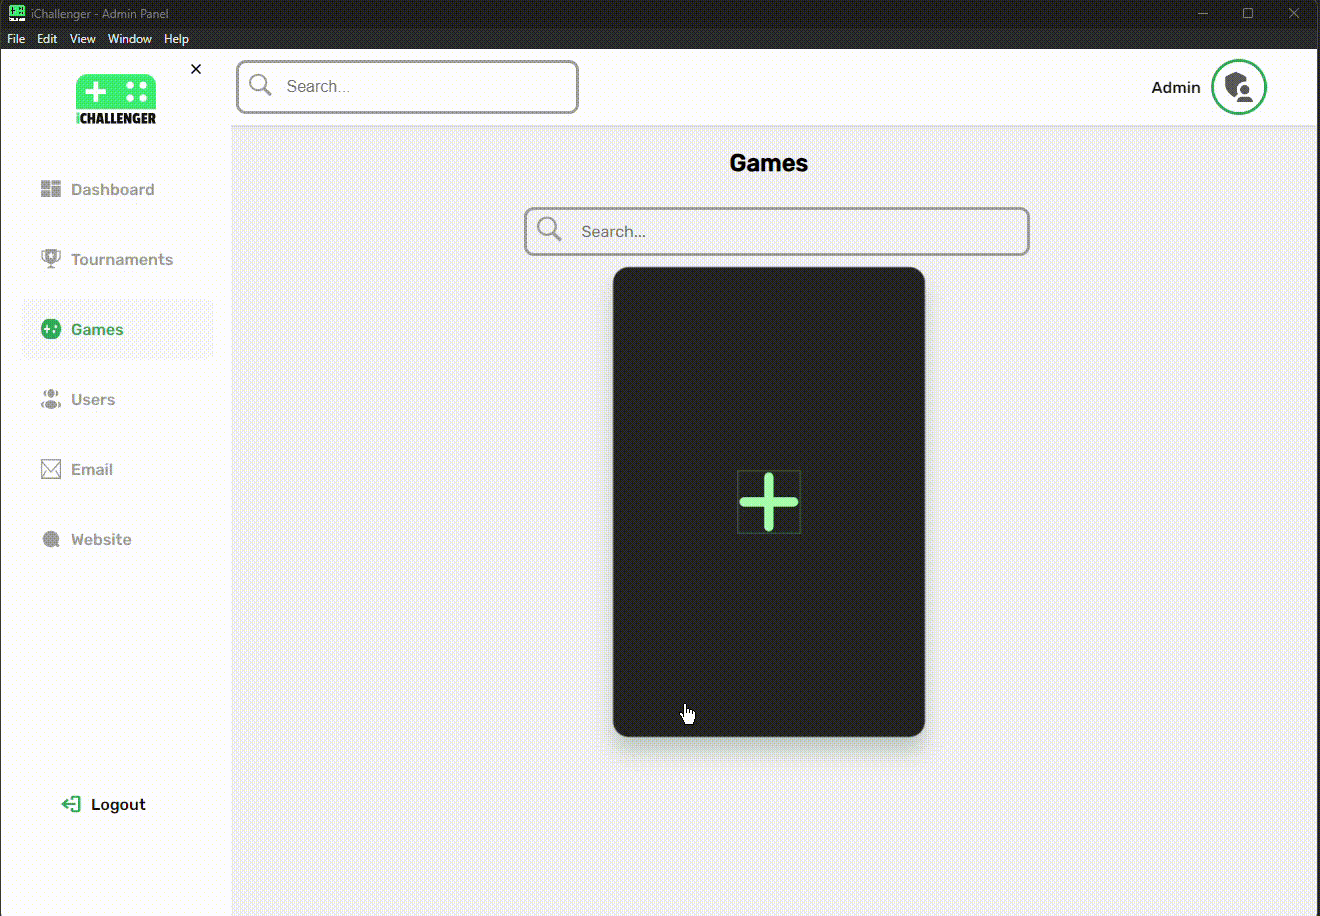 iChallenger - Admin Panel
File Edit View Window Help
iCHALLENGER
Search...
Admin
Dashboard
Tournaments
Games
Users
Email
Website
Logout
Games
Search...